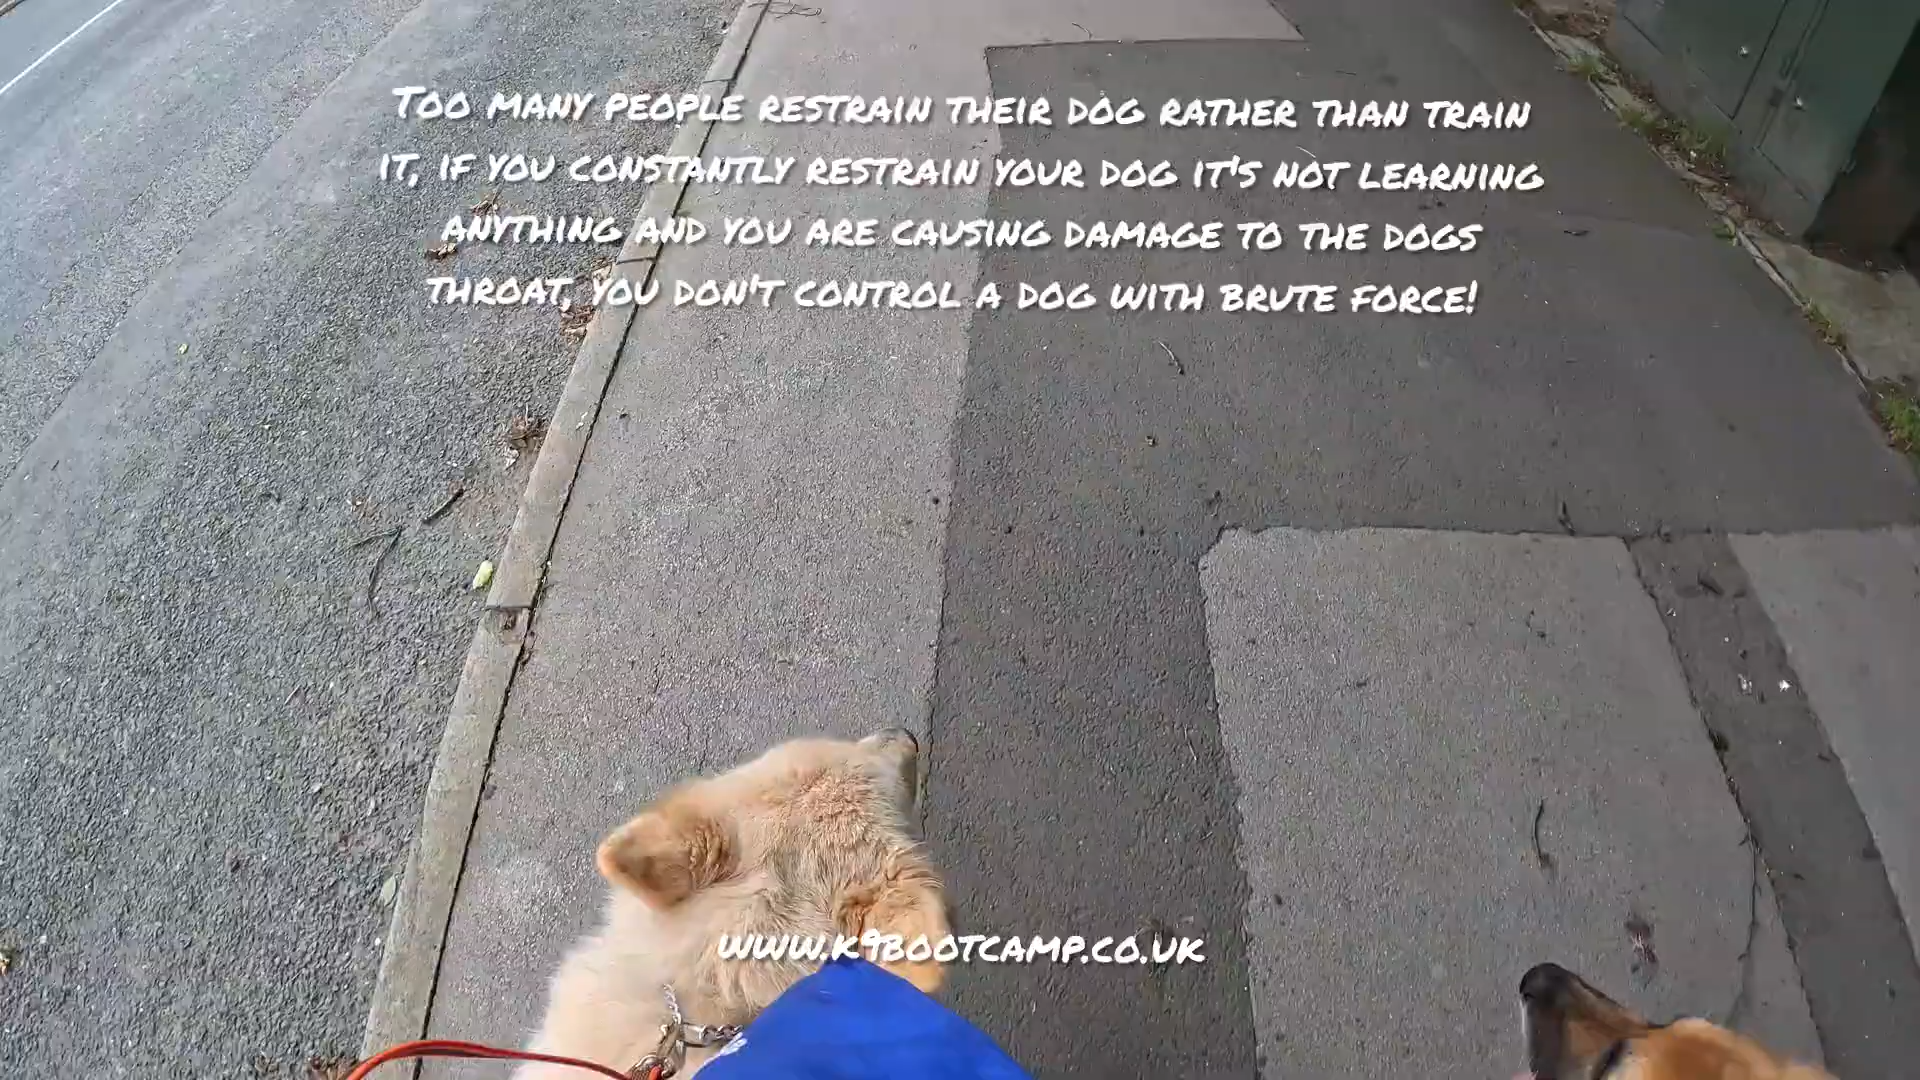 Too many people restrain their dog rather than train
it, if you constantly restrain your dog it's not learning
anything and you are causing damage to the dogs
throat, you don't control a dog with brute force!
www.k9bootcamp.co.uk